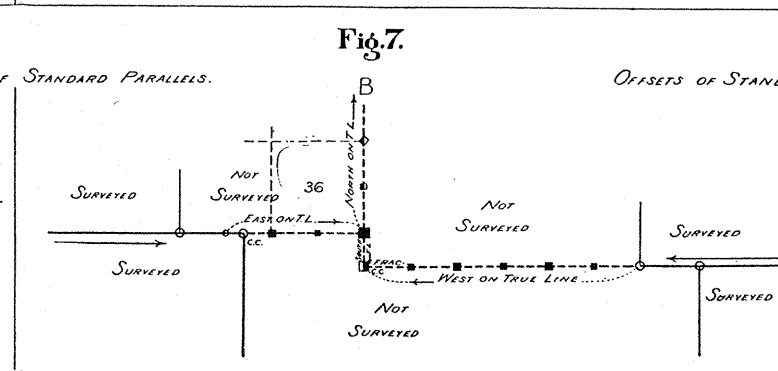 Fig.7.
F STANDARD PARALLELS.
OFFSETS OF STAN
B
NORTH ON T L
NOT
SURVEYED
36
SURVEYED
NOT
SURVEYED
EAST ON T.L.
SURVEYED
C.C.
SURVEYED
FRAC.
C.C.
WEST ON TRUE LINE
SURVEYED
NOT
SURVEYED